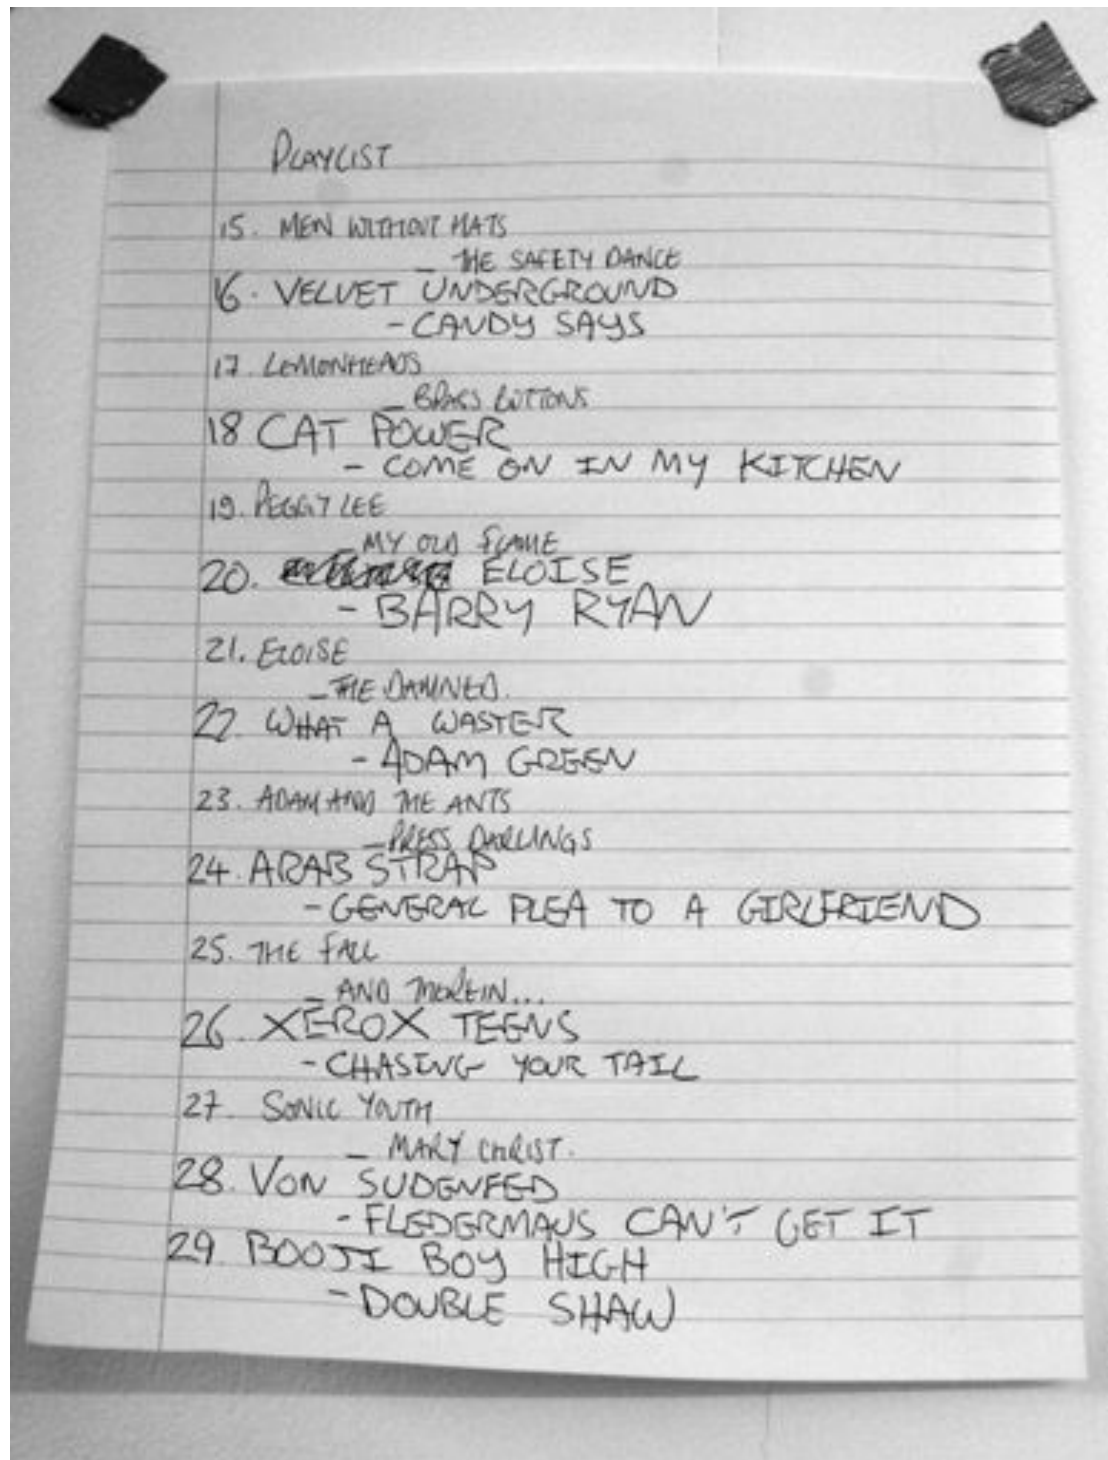 PLAYLIST
15. MEN WITHOUT HATS
- THE SAFETY DANCE
16. VELVET UNDERGROUND
- CANDY SAYS
17. LEMONHEADS
- BRASS BUTTONS
18 CAT POWER
- COME ON IN MY KITCHEN
19. PEGGY LEE
- MY OLD FLAME
20. ELOISE
- BARRY RYAN
21. ELOISE
- THE DAMNED.
22. WHAT A WASTER
- ADAM GREEN
23. ADAM AND THE ANTS
- PRESS DARLINGS
24. ARAB STRAP
- GENERAL PLEA TO A GIRLFRIEND
25. THE FALL
- AND THEREIN...
26. XEROX TEENS
- CHASING YOUR TAIL
27. SONIC YOUTH
- MARY CHRIST.
28. VON SUDENFED
- FLEDERMAUS CAN'T GET IT
29. BOOJI BOY HIGH
- DOUBLE SHAW